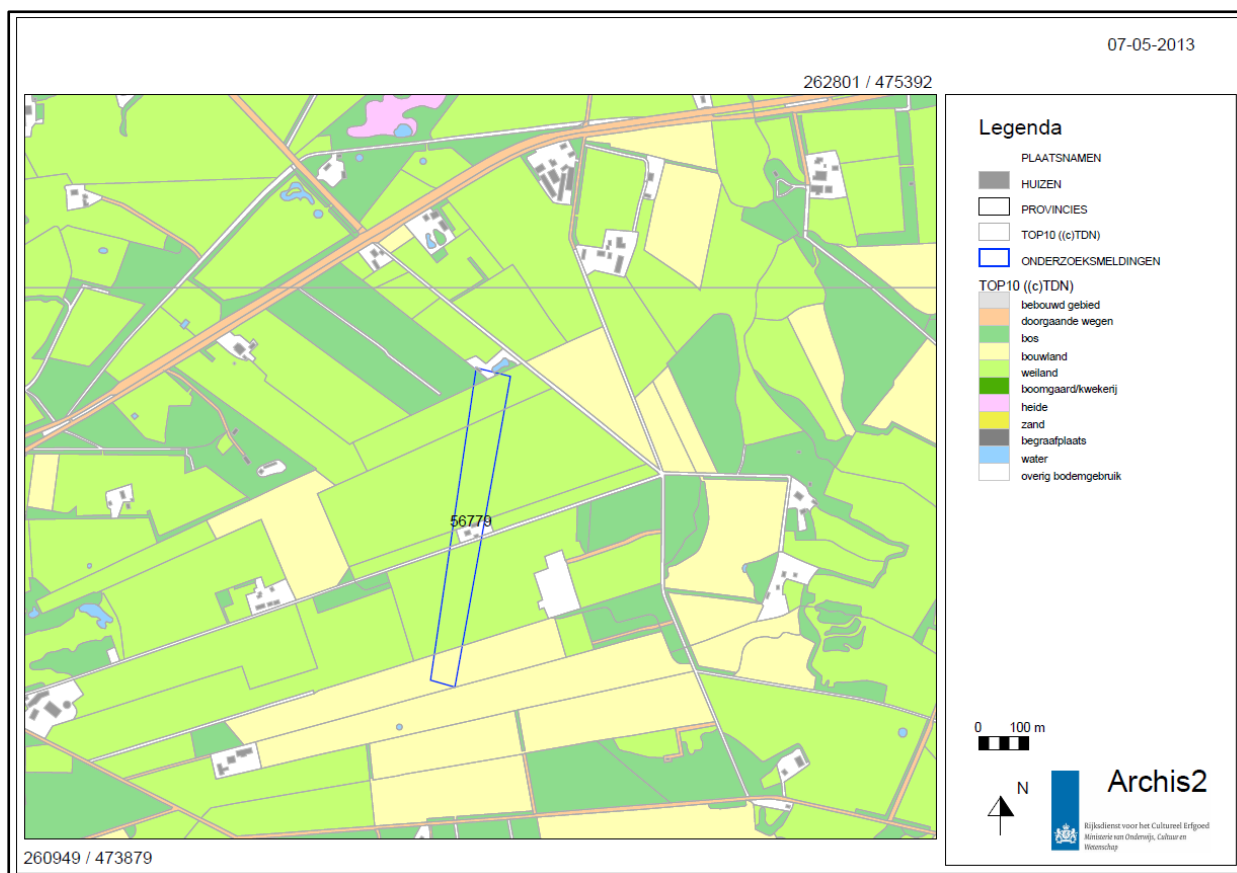 07-05-2013
262801 / 475392
56779
260949 / 473879
Legenda
PLAATSNAMEN
HUIZEN
PROVINCIES
TOP10 ((c)TDN)
ONDERZOEKSMELDINGEN
TOP10 ((c)TDN)
bebouwd gebied
doorgaande wegen
bos
bouwland
weiland
boomgaard/kwekerij
heide
zand
begraafplaats
water
overig bodemgebruik
0 100 m
N
Archis2
Rijksdienst voor het Cultureel Erfgoed
Ministerie van Onderwijs, Cultuur en
Wetenschap